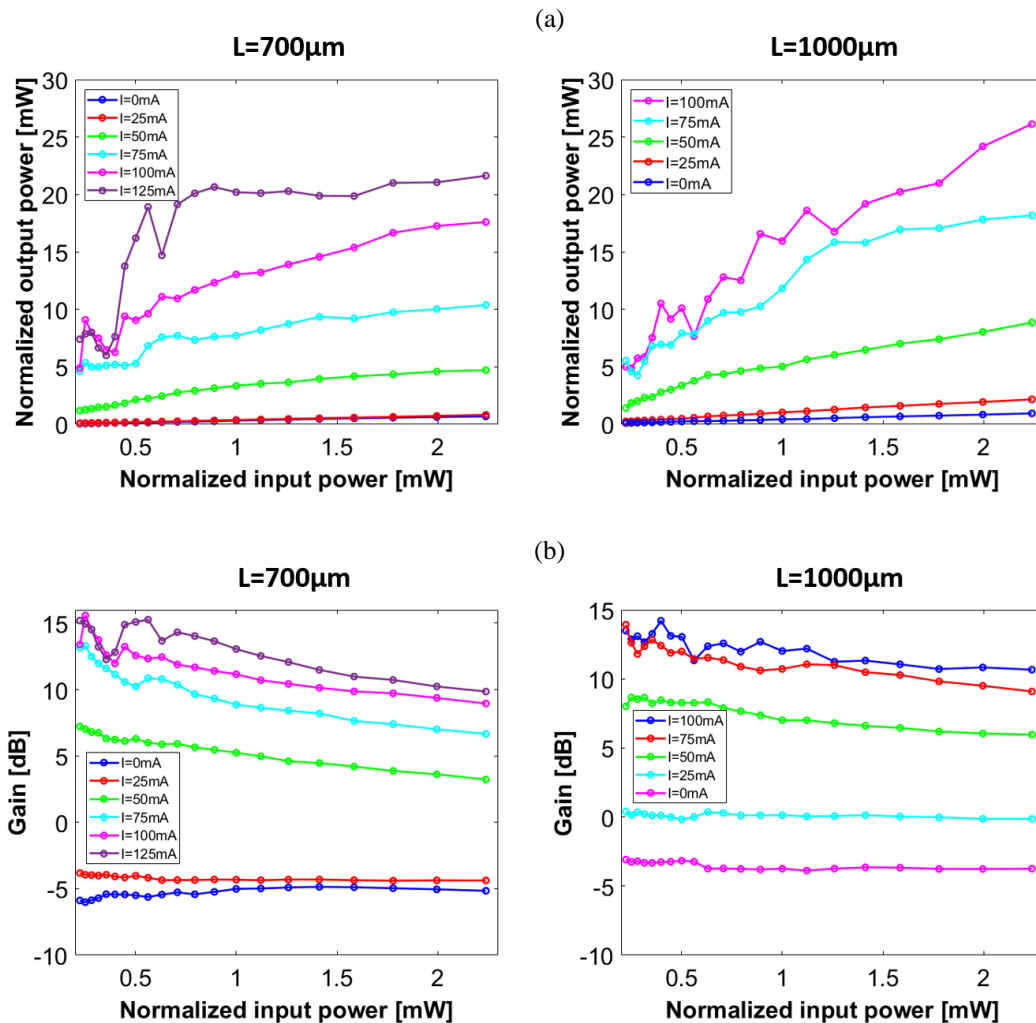 (a)
L=700μm
Normalized output power [mW]
30
25
20
15
10
5
0
I=0mA
I=25mA
I=50mA
I=75mA
I=100mA
I=125mA
0.5
1
1.5
2
Normalized input power [mW]
L=1000μm
Normalized output power [mW]
30
25
20
15
10
5
0
I=100mA
I=75mA
I=50mA
I=25mA
I=0mA
0.5
1
1.5
2
Normalized input power [mW]
(b)
L=700μm
Gain [dB]
15
10
5
0
-5
-10
I=0mA
I=25mA
I=50mA
I=75mA
I=100mA
I=125mA
0.5
1
1.5
2
Normalized input power [mW]
L=1000μm
Gain [dB]
15
10
5
0
-5
-10
I=100mA
I=75mA
I=50mA
I=25mA
I=0mA
0.5
1
1.5
2
Normalized input power [mW]